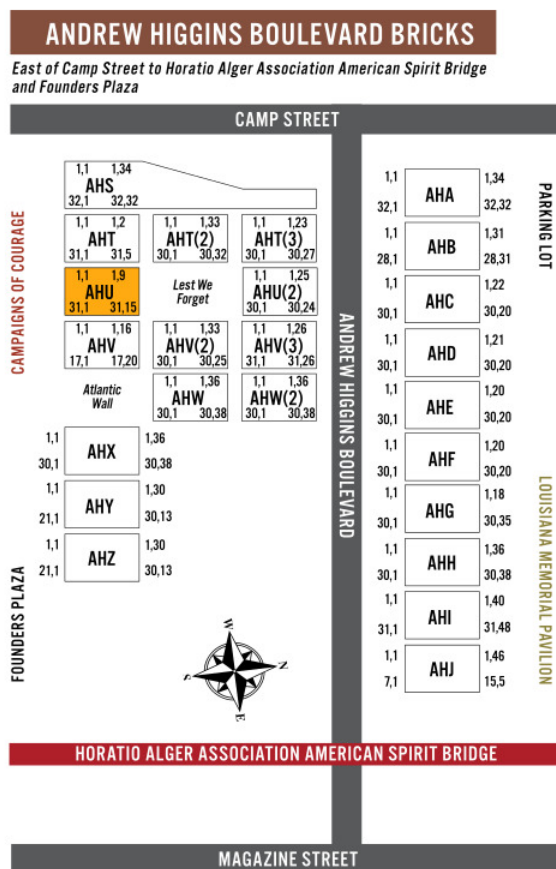 ANDREW HIGGINS BOULEVARD BRICKS
East of Camp Street to Horatio Alger Association American Spirit Bridge
and Founders Plaza
CAMP STREET
1,1 1,34
AHS
32,1 32,32
1,1 1,2
AHT
31,1 31,5
1,1 1,33
AHT(2)
30,1 30,32
1,1 1,23
AHT(3)
30,1 30,27
1,1 1,9
AHU
31,1 31,15
Lest We
Forget
1,1 1,25
AHU(2)
30,1 30,24
1,1 1,16
AHV
17,1 17,20
1,1 1,33
AHV(2)
30,1 30,25
1,1 1,26
AHV(3)
31,1 31,26
Atlantic
Wall
1,1 1,36
AHW
30,1 30,38
1,1 1,36
AHW(2)
30,1 30,38
1,1 1,36
AHX
30,1 30,38
1,1 1,30
AHY
21,1 30,13
1,1 1,30
AHZ
21,1 30,13
CAMPAIGNS OF COURAGE
FOUNDERS PLAZA
W
N
S
E
ANDREW HIGGINS BOULEVARD
1,1 1,34
AHA
32,1 32,32
1,1 1,31
AHB
28,1 28,31
1,1 1,22
AHC
30,1 30,20
1,1 1,21
AHD
30,1 30,20
1,1 1,20
AHE
30,1 30,20
1,1 1,20
AHF
30,1 30,20
1,1 1,18
AHG
30,1 30,35
1,1 1,36
AHH
30,1 30,38
1,1 1,40
AHI
31,1 31,48
1,1 1,46
AHJ
7,1 15,5
PARKING LOT
LOUISIANA MEMORIAL PAVILION
HORATIO ALGER ASSOCIATION AMERICAN SPIRIT BRIDGE
MAGAZINE STREET